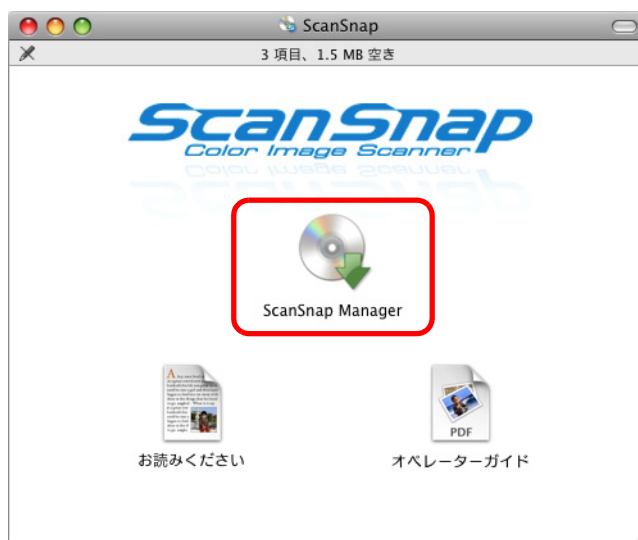 ScanSnap
3 項目、1.5 MB 空き
ScanSnap
Color Image Scanner
ScanSnap Manager
PDF
お読みください
オペレーターガイド